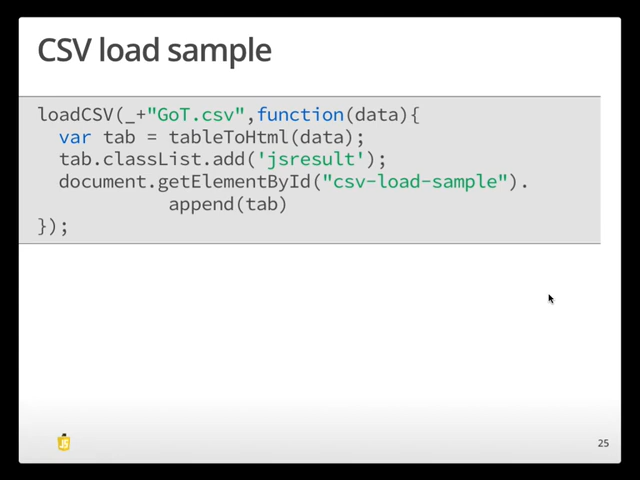 CSV load sample
loadCSV(_+"GoT.csv",function(data){
  var tab = tableToHtml(data);
  tab.classList.add('jsresult');
  document.getElementById("csv-load-sample").
            append(tab)
});
JS
25